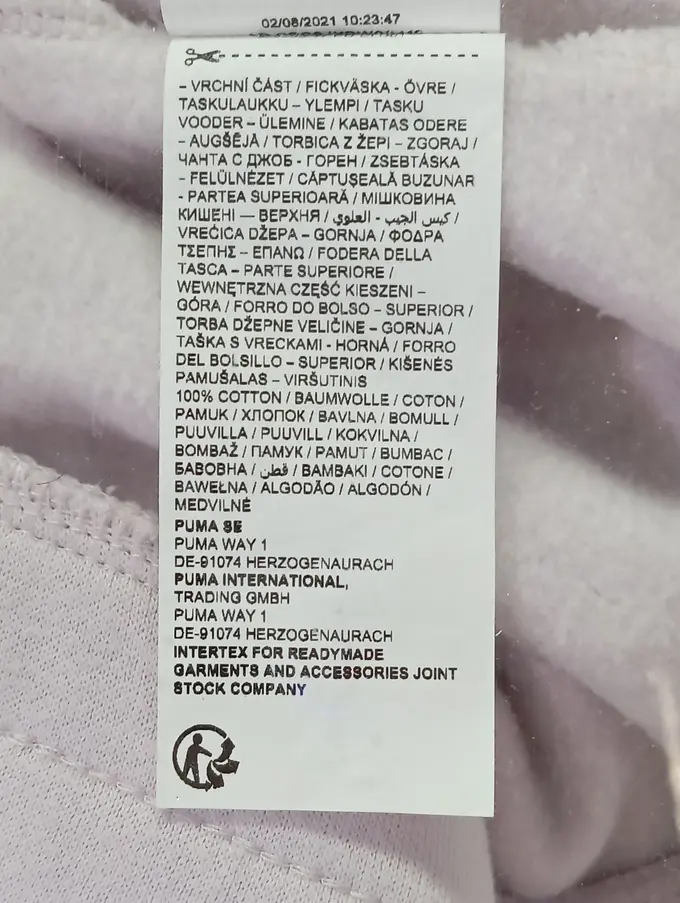 02/08/2021 10:23:47
- VRCHNÍ ČÁST / FICKVÄSKA - ÖVRE /
TASKULAUKKU – YLEMPI / TASKU
VOODER – ÜLEMINE / KABATAS ODERE
- AUGŠĒJĀ / TORBICA Z ŽEPI – ZGORAJ /
ЧАНТА С ДЖОБ - ГОРЕН / ZSEBTÁSKA
– FELÜLNÉZET / CĂPTUȘEALĂ BUZUNAR
- PARTEA SUPERIOARĂ / МІШКОВИНА
КИШЕНІ — ВЕРХНЯ / كيس الجيب - العلوي /
VREĆICA DŽEPA – GORNJA / ΦΟΔΡΑ
ΤΣΕΠΗΣ – ΕΠΑΝΩ / FODERA DELLA
TASCA – PARTE SUPERIORE /
WEWNĘTRZNA CZĘŚĆ KIESZENI –
GÓRA / FORRO DO BOLSO – SUPERIOR /
TORBA DŽEPNE VELIČINE – GORNJA /
TAŠKA S VRECKAMI - HORNÁ / FORRO
DEL BOLSILLO – SUPERIOR / KIŠENĖS
PAMUŠALAS – VIRŠUTINIS
100% COTTON / BAUMWOLLE / COTON /
PAMUK / ХЛОПОК / BAVLNA / BOMULL /
PUUVILLA / PUUVILL / KOKVILNA /
BOMBAŽ / ПАМУК / PAMUT / BUMBAC /
БАВОВНА / قطن / BAMBAKI / COTONE /
BAWEŁNA / ALGODÃO / ALGODÓN /
MEDVILNĖ
PUMA SE
PUMA WAY 1
DE-91074 HERZOGENAURACH
PUMA INTERNATIONAL,
TRADING GMBH
PUMA WAY 1
DE-91074 HERZOGENAURACH
INTERTEX FOR READYMADE
GARMENTS AND ACCESSORIES JOINT
STOCK COMPANY